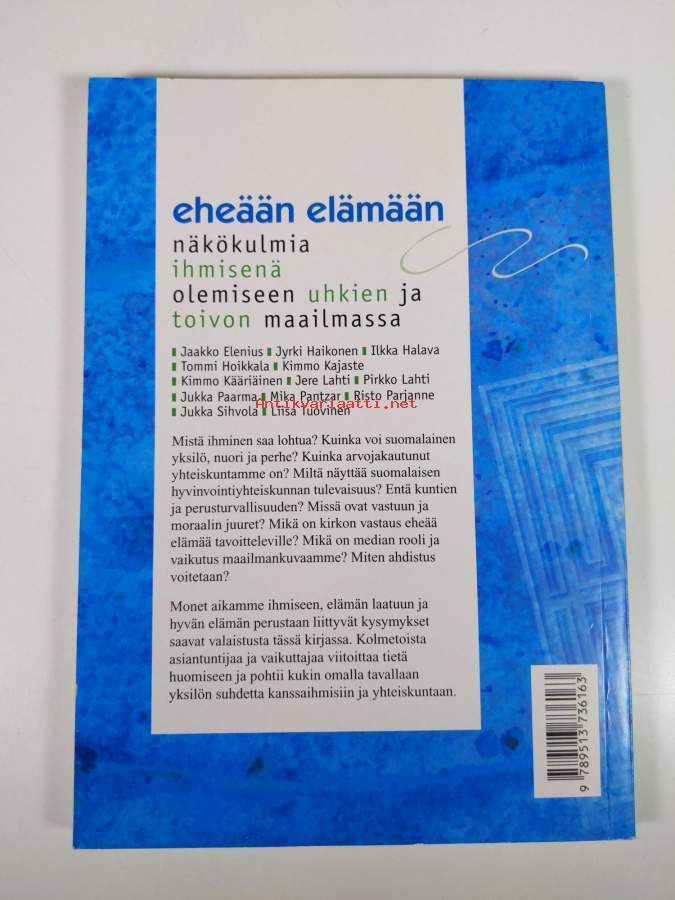 eheään elämään
näkökulmia
ihmisenä
olemiseen uhkien ja
toivon maailmassa
Jaakko Elenius Jyrki Haikonen Ilkka Halava
Tommi Hoikkala Kimmo Kajaste
Kimmo Kääriäinen Jere Lahti Pirkko Lahti
Jukka Paarma Mika Pantzar Risto Parjanne
Antikvariaatti.net
Jukka Sihvola Liisa Tuovinen
Mistä ihminen saa lohtua? Kuinka voi suomalainen
yksilö, nuori ja perhe? Kuinka arvojakautunut
yhteiskuntamme on? Miltä näyttää suomalaisen
hyvinvointiyhteiskunnan tulevaisuus? Entä kuntien
ja perusturvallisuuden? Missä ovat vastuun ja
moraalin juuret? Mikä on kirkon vastaus eheää
elämää tavoitteleville? Mikä on median rooli ja
vaikutus maailmankuvaamme? Miten ahdistus
voitetaan?
Monet aikamme ihmiseen, elämän laatuun ja
hyvän elämän perustaan liittyvät kysymykset
saavat valaistusta tässä kirjassa. Kolmetoista
asiantuntijaa ja vaikuttajaa viitoittaa tietä
huomiseen ja pohtii kukin omalla tavallaan
yksilön suhdetta kanssaihmisiin ja yhteiskuntaan.
9 789513 736163